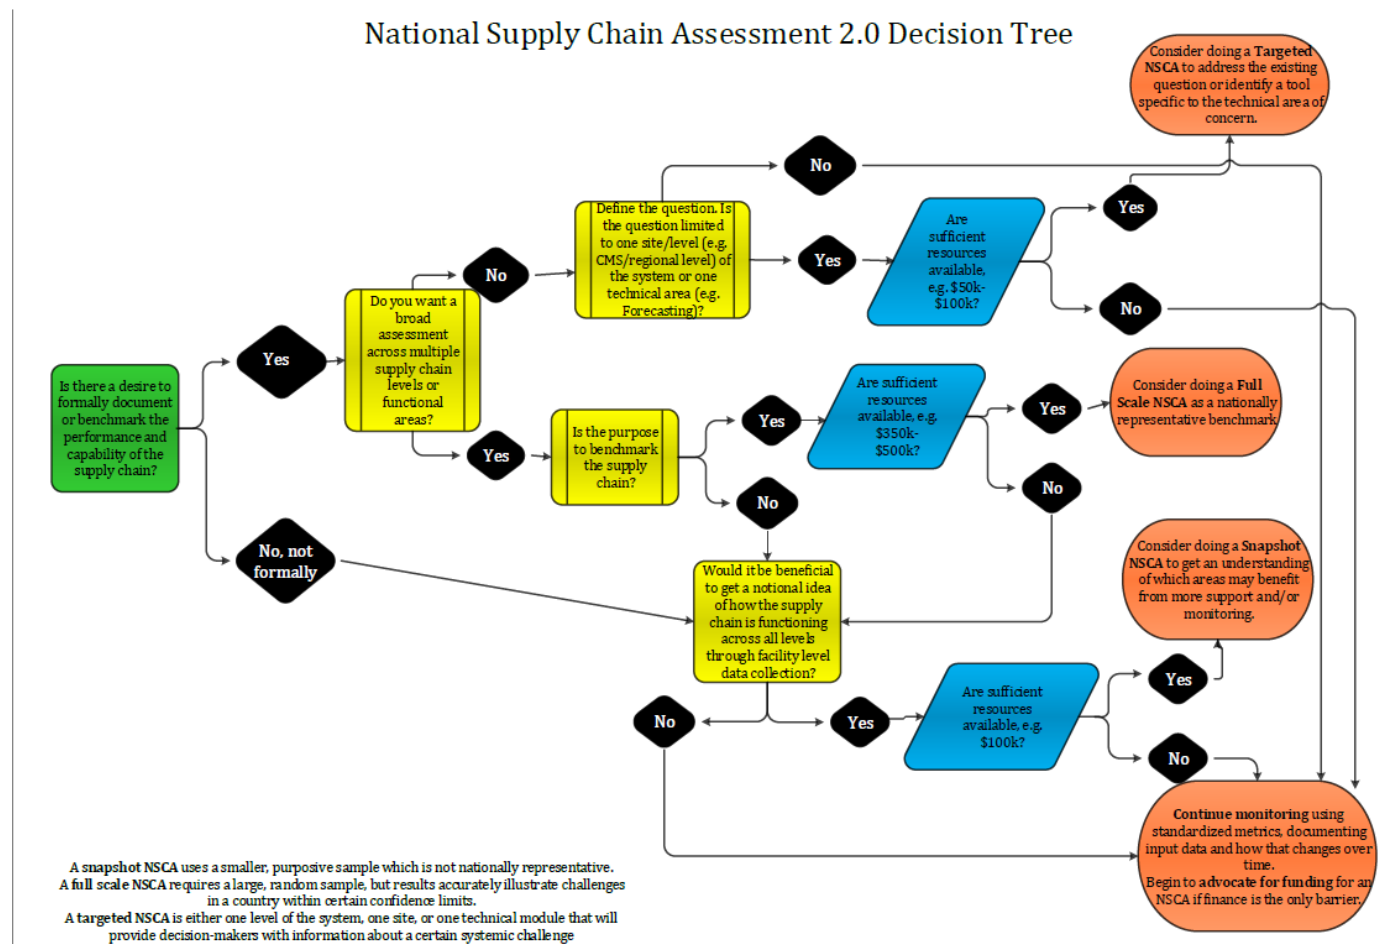 National Supply Chain Assessment 2.0 Decision Tree
Consider doing a Targeted
NSCA to address the existing
question or identify a tool
specific to the technical area of
concern.
No
Define the question. Is
the question limited
to one site/level (e.g.
CMS/regional level) of
the system or one
technical area (e.g.
Forecasting)?
Are
sufficient
resources
available,
e.g. $50k-
$100k?
Yes
No
Yes
No
Do you want a
broad
assessment
across multiple
supply chain
levels or
functional
areas?
Yes
Is there a desire to
formally document
or benchmark the
performance and
capability of the
supply chain?
Yes
Is the purpose
to benchmark
the supply
chain?
Yes
Are sufficient
resources
available, e.g.
$350k-
$500k?
Yes
Consider doing a Full
Scale NSCA as a nationally
representative benchmark
No
No
No, not
formally
Would it be beneficial
to get a notional idea
of how the supply
chain is functioning
across all levels
through facility level
data collection?
Consider doing a Snapshot
NSCA to get an understanding
of which areas may benefit
from more support and/or
monitoring.
No
Yes
Are sufficient
resources
available, e.g.
$100k?
Yes
No
Continue monitoring using
standardized metrics, documenting
input data and how that changes over
time.
Begin to advocate for funding for an
NSCA if finance is the only barrier.
A snapshot NSCA uses a smaller, purposive sample which is not nationally representative.
A full scale NSCA requires a large, random sample, but results accurately illustrate challenges
in a country within certain confidence limits.
A targeted NSCA is either one level of the system, one site, or one technical module that will
provide decision-makers with information about a certain systemic challenge